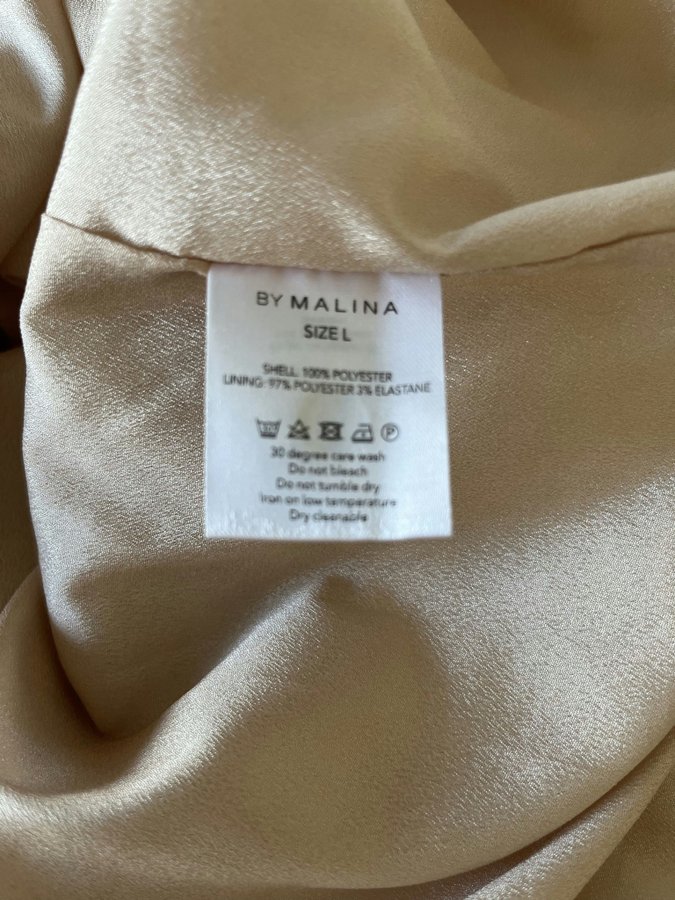 BY MALINA
SIZE L
SHELL: 100% POLYESTER
LINING: 97% POLYESTER 3% ELASTANE
30 degree care wash
Do not bleach
Do not tumble dry
Iron on low temperature
Dry cleanable